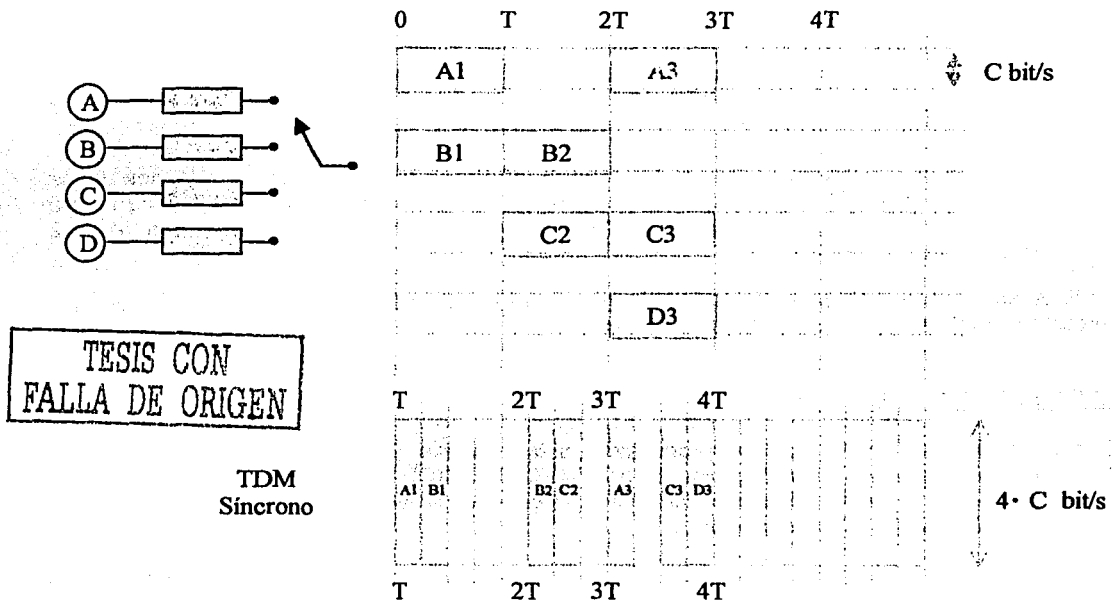 0 T 2T 3T 4T
A1 A3 C bit/s
A
B B1 B2
C
C2 C3
D
D3
TESIS CON
FALLA DE ORIGEN
T 2T 3T 4T
TDM
Síncrono
A1 B1 B2 C2 A3 C3 D3
4· C bit/s
T 2T 3T 4T